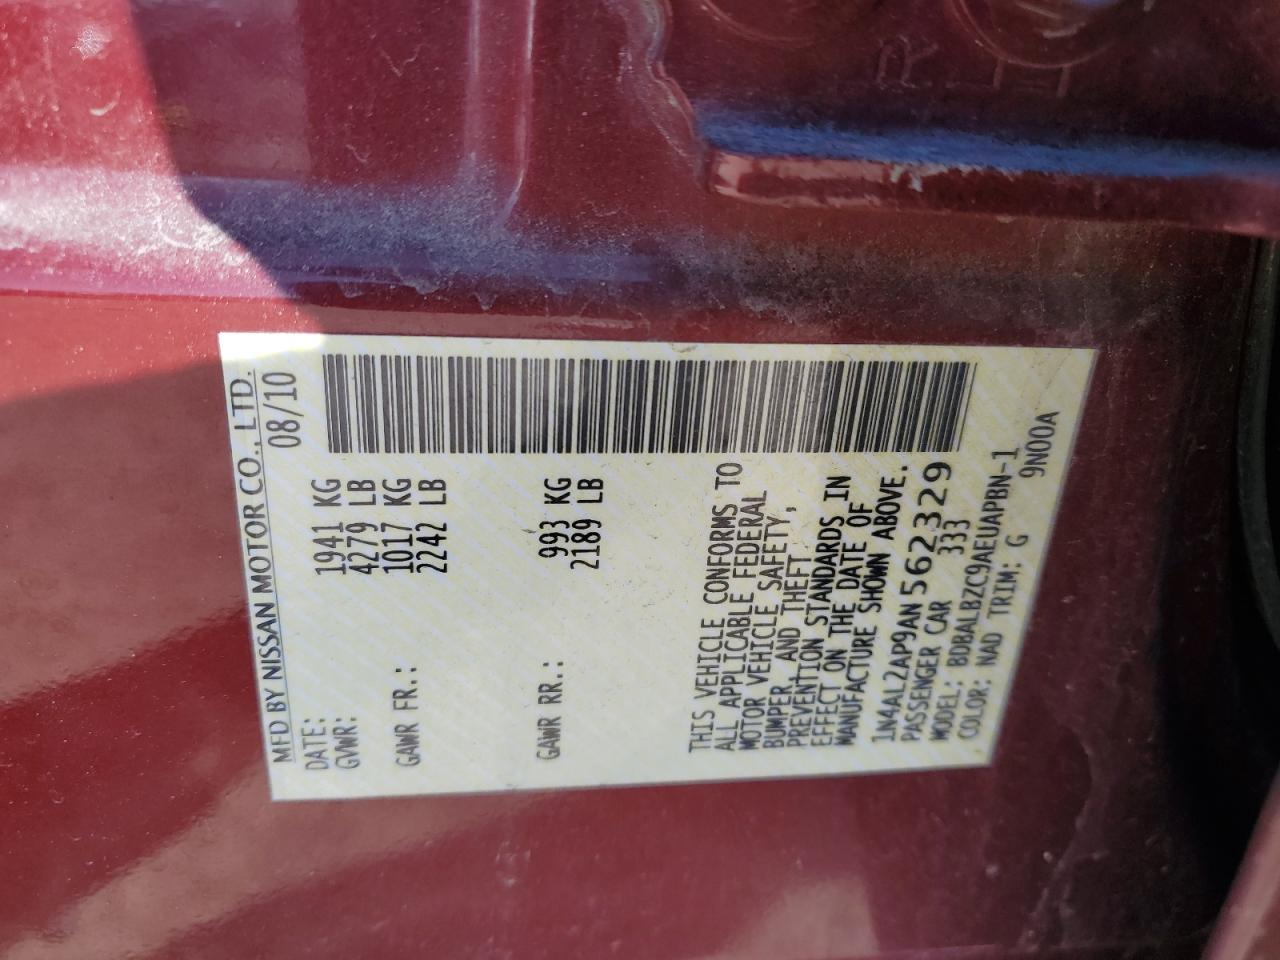 MFD BY NISSAN MOTOR CO., LTD.
DATE: 08/10
GVWR: 1941 KG
4279 LB
GAWR FR.: 1017 KG
2242 LB
GAWR RR.: 993 KG
2189 LB
THIS VEHICLE CONFORMS TO
ALL APPLICABLE FEDERAL
MOTOR VEHICLE SAFETY,
BUMPER, AND THEFT
PREVENTION STANDARDS IN
EFFECT ON THE DATE OF
MANUFACTURE SHOWN ABOVE.
1N4AL2AP9AN562329
PASSENGER CAR 333
MODEL: BDBALBZC9AEUAPBN-1
COLOR: NAD TRIM: G 9N00A